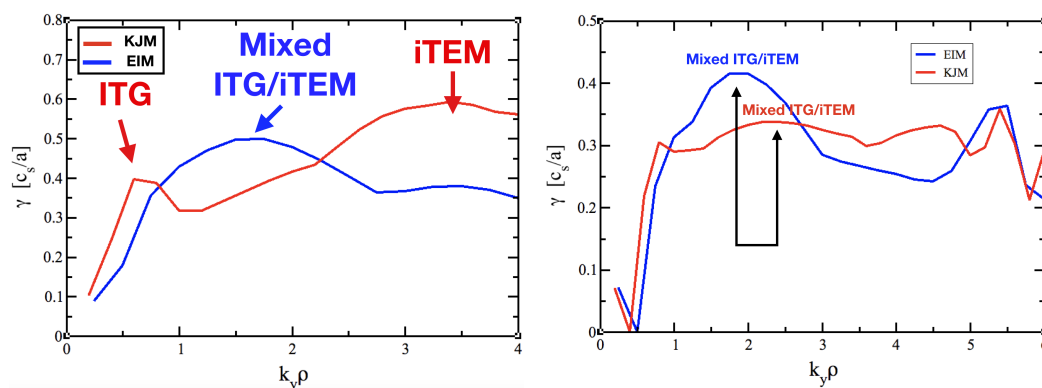 0.8
0.7
0.6
0.5
0.4
0.3
0.2
0.1
0
γ [c_s/a]
KJM
EIM
ITG
Mixed
ITG/iTEM
iTEM
0 1 2 3 4
k_yρ
0.5
0.4
0.3
0.2
0.1
0
γ [c_s/a]
Mixed ITG/iTEM
Mixed ITG/iTEM
EIM
KJM
0 1 2 3 4 5 6
k_yρ